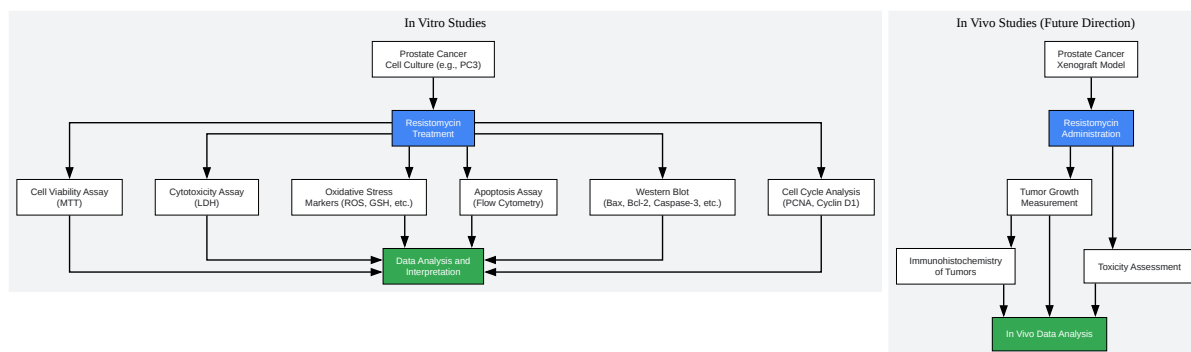 In Vitro Studies
Prostate Cancer
Cell Culture (e.g., PC3)
Resistomycin
Treatment
Cell Viability Assay
(MTT)
Cytotoxicity Assay
(LDH)
Oxidative Stress
Markers (ROS, GSH, etc.)
Apoptosis Assay
(Flow Cytometry)
Western Blot
(Bax, Bcl-2, Caspase-3, etc.)
Cell Cycle Analysis
(PCNA, Cyclin D1)
Data Analysis and
Interpretation
In Vivo Studies (Future Direction)
Prostate Cancer
Xenograft Model
Resistomycin
Administration
Tumor Growth
Measurement
Immunohistochemistry
of Tumors
Toxicity Assessment
In Vivo Data Analysis